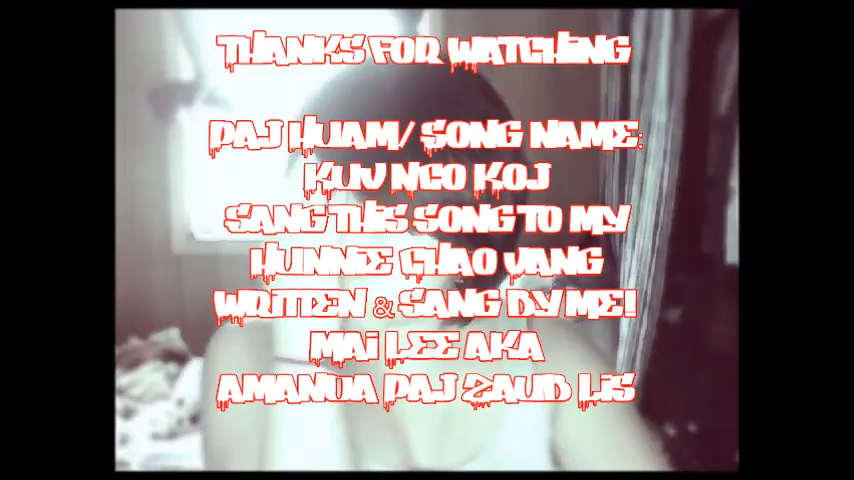 THANKS FOR WATCHING
PAJ HUAM/ SONG NAME:
KUV NCO KOJ
SANG THIS SONG TO MY
HUNNIE CHAO VANG
WRITTEN & SANG BY ME!
MAI LEE AKA
AMANDA PAJ ZAUB LIS